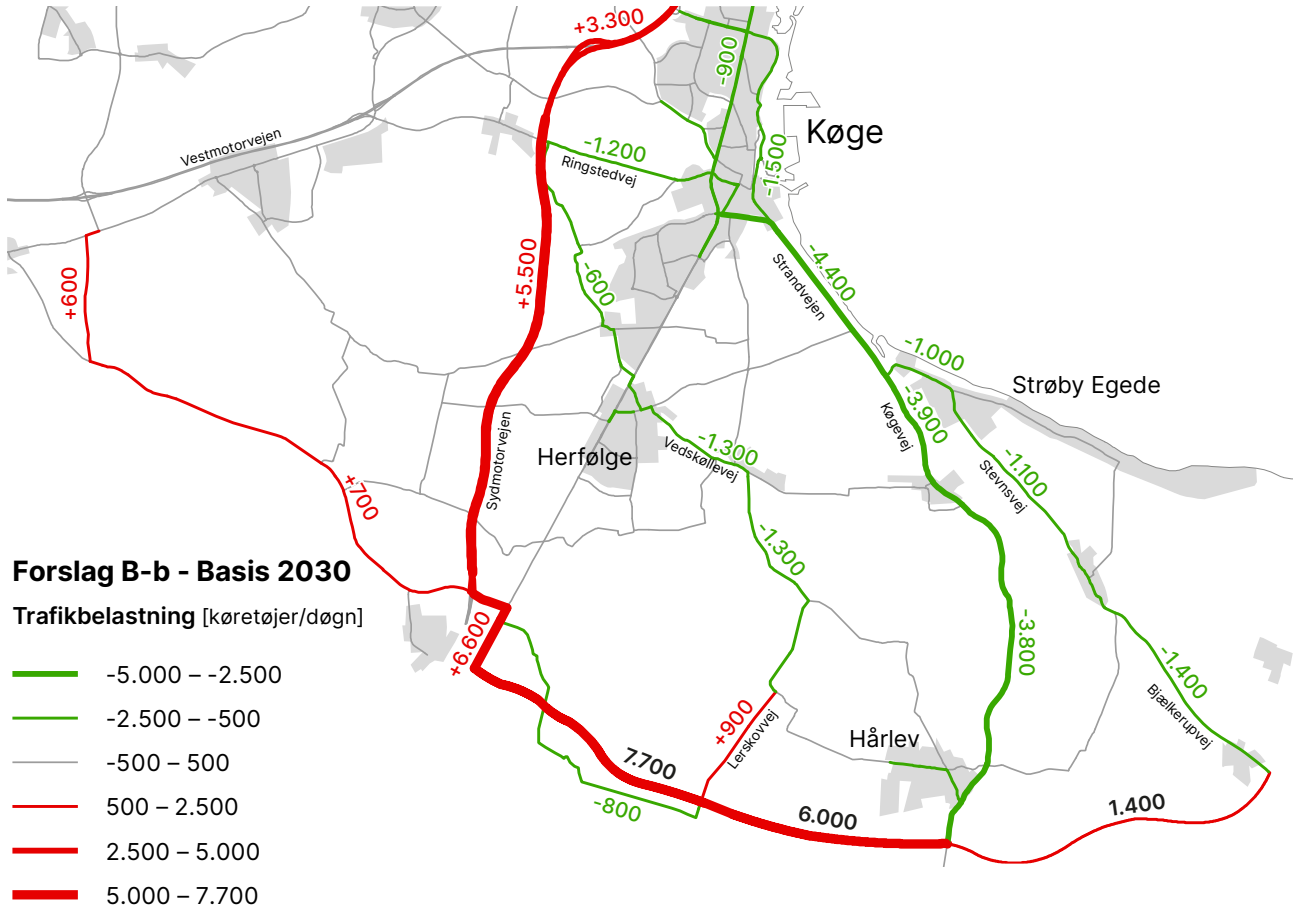 +3.300
-900
Køge
Vestmotorvejen
-1.200
Ringstedvej
-1.500
+600
+5.500
-600
-4.400
Strandvejen
-1.000
Strøby Egede
-3.900
Køgevej
Sydmotorvejen
Herfølge
-1.300
Vedskøllevej
-1.100
Stevnsvej
+700
-1.300
Forslag B-b - Basis 2030
Trafikbelastning [køretøjer/døgn]
-5.000 – -2.500
-2.500 – -500
-500 – 500
500 – 2.500
2.500 – 5.000
5.000 – 7.700
+6.600
-3.800
-1.400
Bjælkerupvej
+900
Lerskovvej
Hårlev
7.700
-800
6.000
1.400